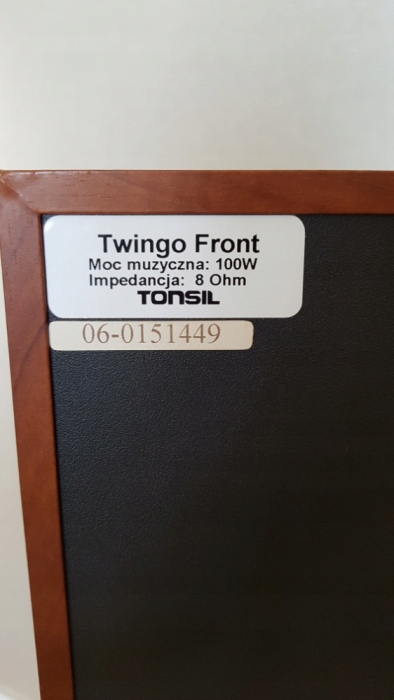 Twingo Front
Moc muzyczna: 100W
Impedancja: 8 Ohm
TONSIL
06-0151449